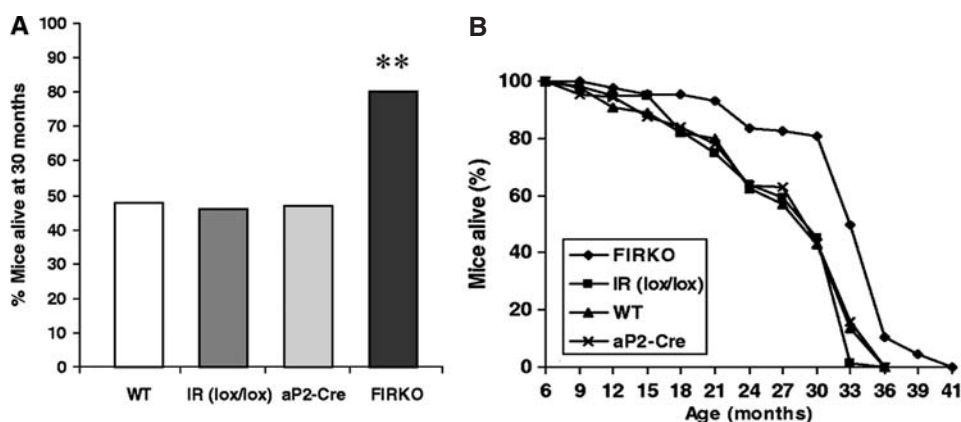 A
% Mice alive at 30 months
100
90
80
70
60
50
40
30
20
10
0
**
WT
IR (lox/lox)
aP2-Cre
FIRKO
B
Mice alive (%)
100
80
60
40
20
0
FIRKO
IR (lox/lox)
WT
aP2-Cre
6 9 12 15 18 21 24 27 30 33 36 39 41
Age (months)